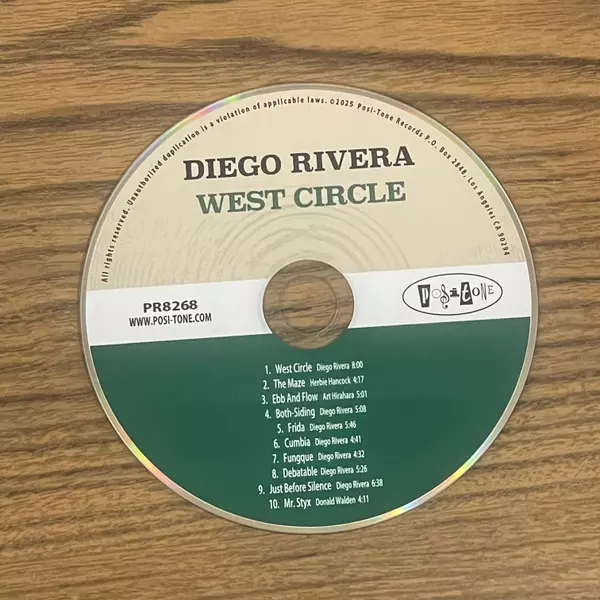 All rights reserved. Unauthorized duplication is a violation of applicable laws. ©2025 Posi-Tone Records P.O. Box 2848, Los Angeles CA 90294
DIEGO RIVERA
WEST CIRCLE
PR8268
WWW.POSI-TONE.COM
POSITONE
1. West Circle Diego Rivera 8:00
2. The Maze Herbie Hancock 4:17
3. Ebb And Flow Art Hirahara 5:01
4. Both-Siding Diego Rivera 5:08
5. Frida Diego Rivera 5:46
6. Cumbia Diego Rivera 4:41
7. Fungque Diego Rivera 4:32
8. Debatable Diego Rivera 5:26
9. Just Before Silence Diego Rivera 6:38
10. Mr. Styx Donald Walden 4:11